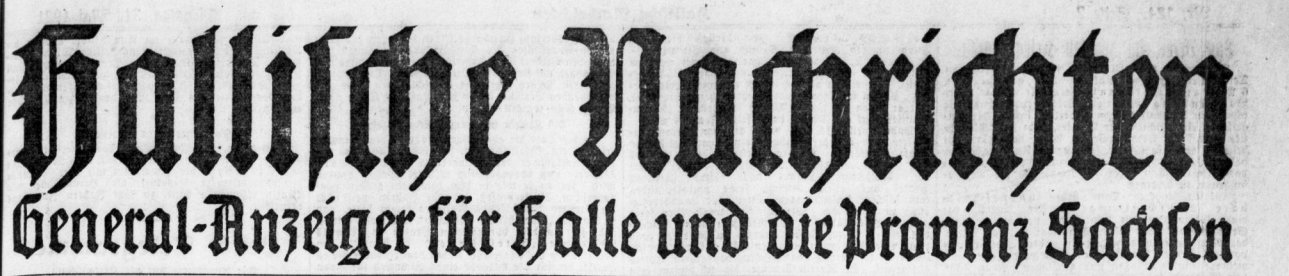 Halliſche Nachrichten
General-Anzeiger für Halle und die Provinz Sachſen